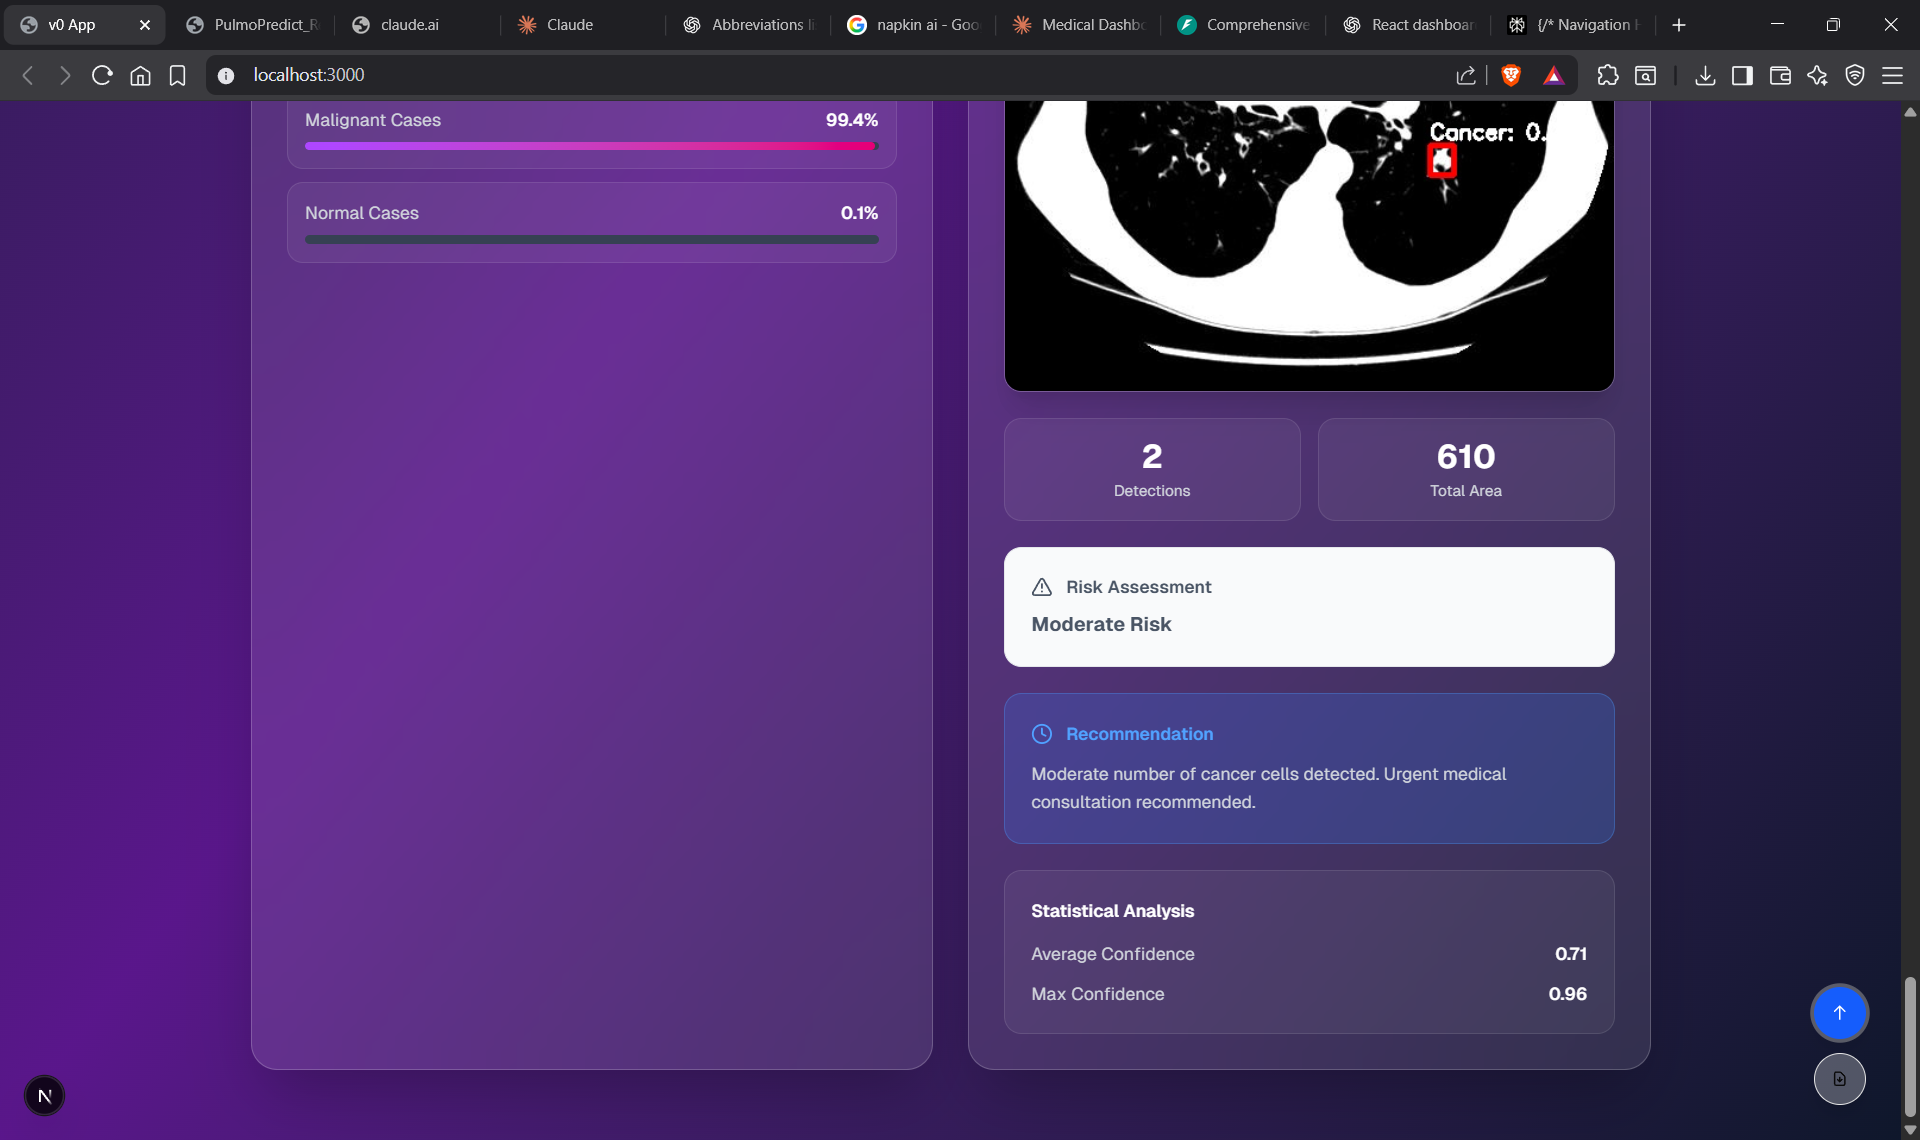 v0 App
PulmoPredict_R
claude.ai
Claude
Abbreviations li
napkin ai - Goo
Medical Dashbo
Comprehensive
React dashboar
{/* Navigation H
localhost:3000
Malignant Cases
99.4%
Normal Cases
0.1%
Cancer: 0.
2
Detections
610
Total Area
Risk Assessment
Moderate Risk
Recommendation
Moderate number of cancer cells detected. Urgent medical
consultation recommended.
Statistical Analysis
Average Confidence
0.71
Max Confidence
0.96
N